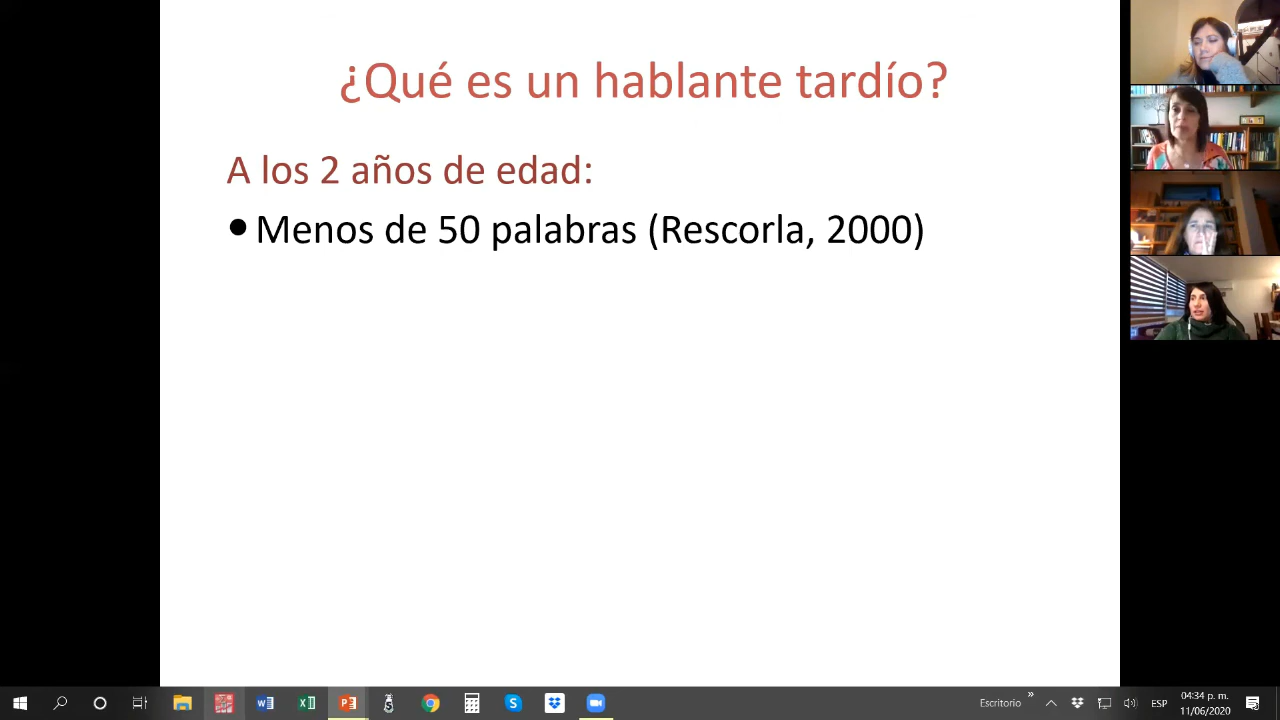 ¿Qué es un hablante tardío?
A los 2 años de edad:
• Menos de 50 palabras (Rescorla, 2000)
Escritorio
ESP
04:34 p. m.
11/06/2020